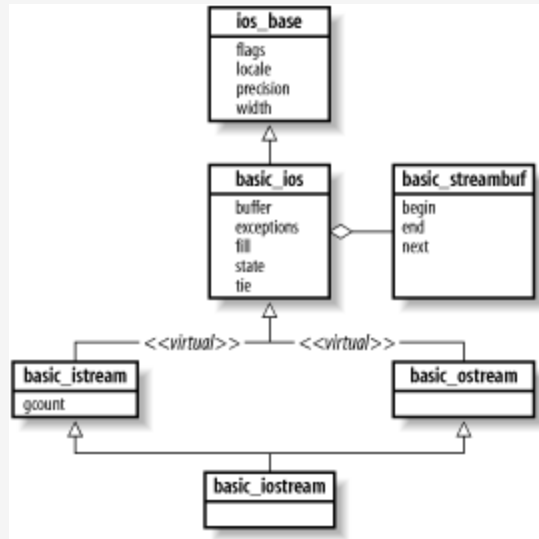 ios_base
flags
locale
precision
width
basic_ios
buffer
exceptions
fill
state
tie
basic_streambuf
begin
end
next
<<virtual>> <<virtual>>
basic_istream
gcount
basic_ostream
basic_iostream